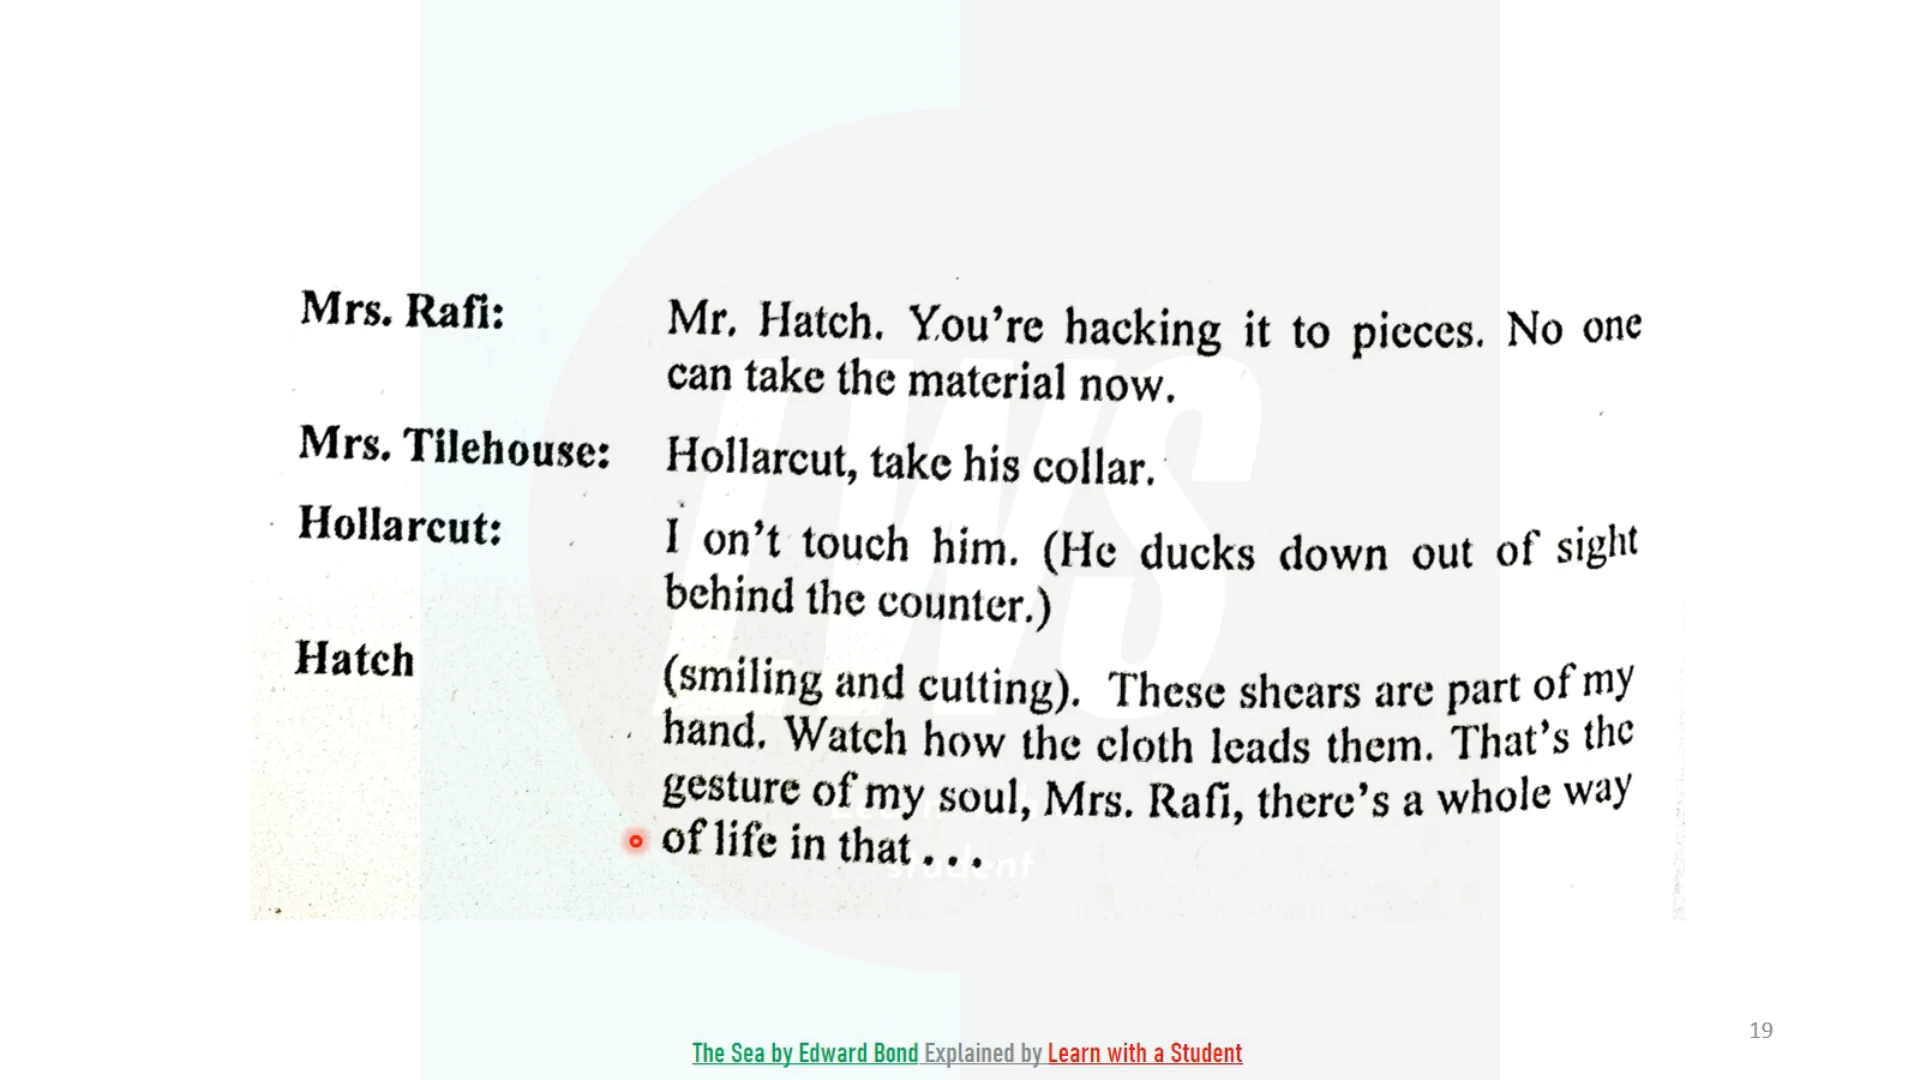 Mrs. Rafi: Mr. Hatch. You're hacking it to pieces. No one
can take the material now.
Mrs. Tilehouse: Hollarcut, take his collar.
Hollarcut: I on't touch him. (He ducks down out of sight
behind the counter.)
Hatch (smiling and cutting). These shears are part of my
hand. Watch how the cloth leads them. That's the
gesture of my soul, Mrs. Rafi, there's a whole way
of life in that . . .
LWS
student
19
The Sea by Edward Bond Explained by Learn with a Student